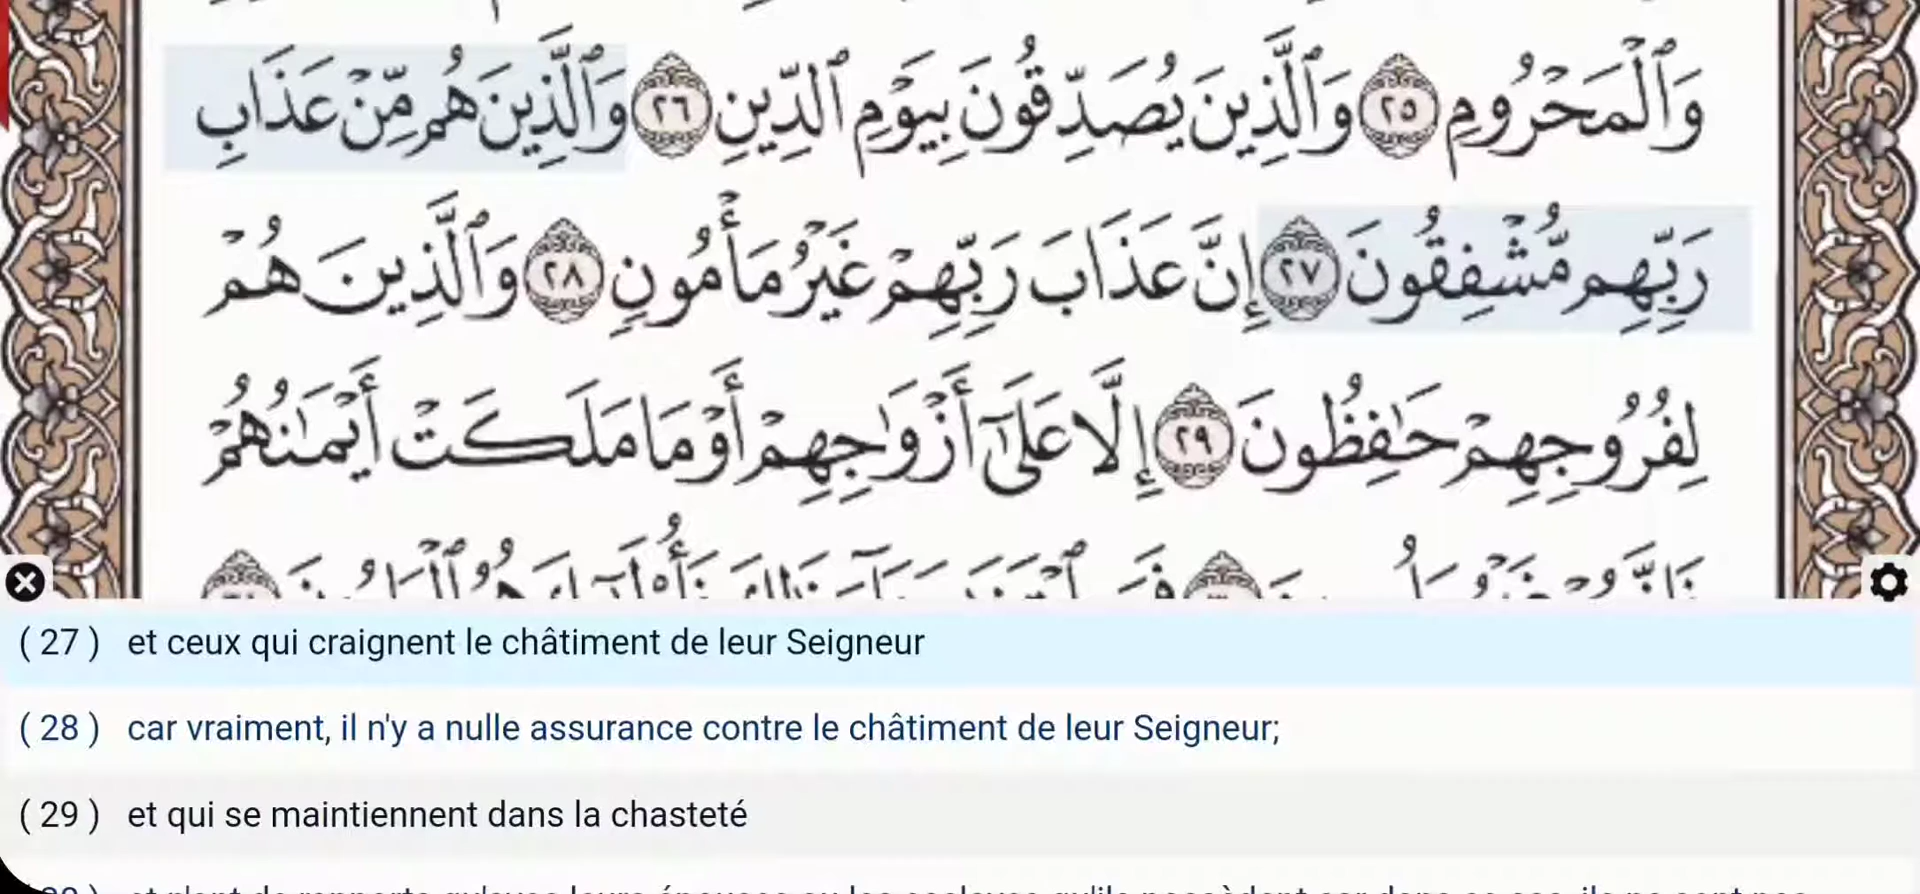 وَٱلْمَحْرُومِ ٢٥ وَٱلَّذِينَ يُصَدِّقُونَ بِيَوْمِ ٱلدِّينِ ٢٦ وَٱلَّذِينَ هُم مِّنْ عَذَابِ
رَبِّهِم مُّشْفِقُونَ ٢٧ إِنَّ عَذَابَ رَبِّهِمْ غَيْرُ مَأْمُونٍ ٢٨ وَٱلَّذِينَ هُمْ
لِفُرُوجِهِمْ حَٰفِظُونَ ٢٩ إِلَّا عَلَىٰٓ أَزْوَٰجِهِمْ أَوْ مَا مَلَكَتْ أَيْمَٰنُهُمْ
( 27 ) et ceux qui craignent le châtiment de leur Seigneur
( 28 ) car vraiment, il n'y a nulle assurance contre le châtiment de leur Seigneur;
( 29 ) et qui se maintiennent dans la chasteté